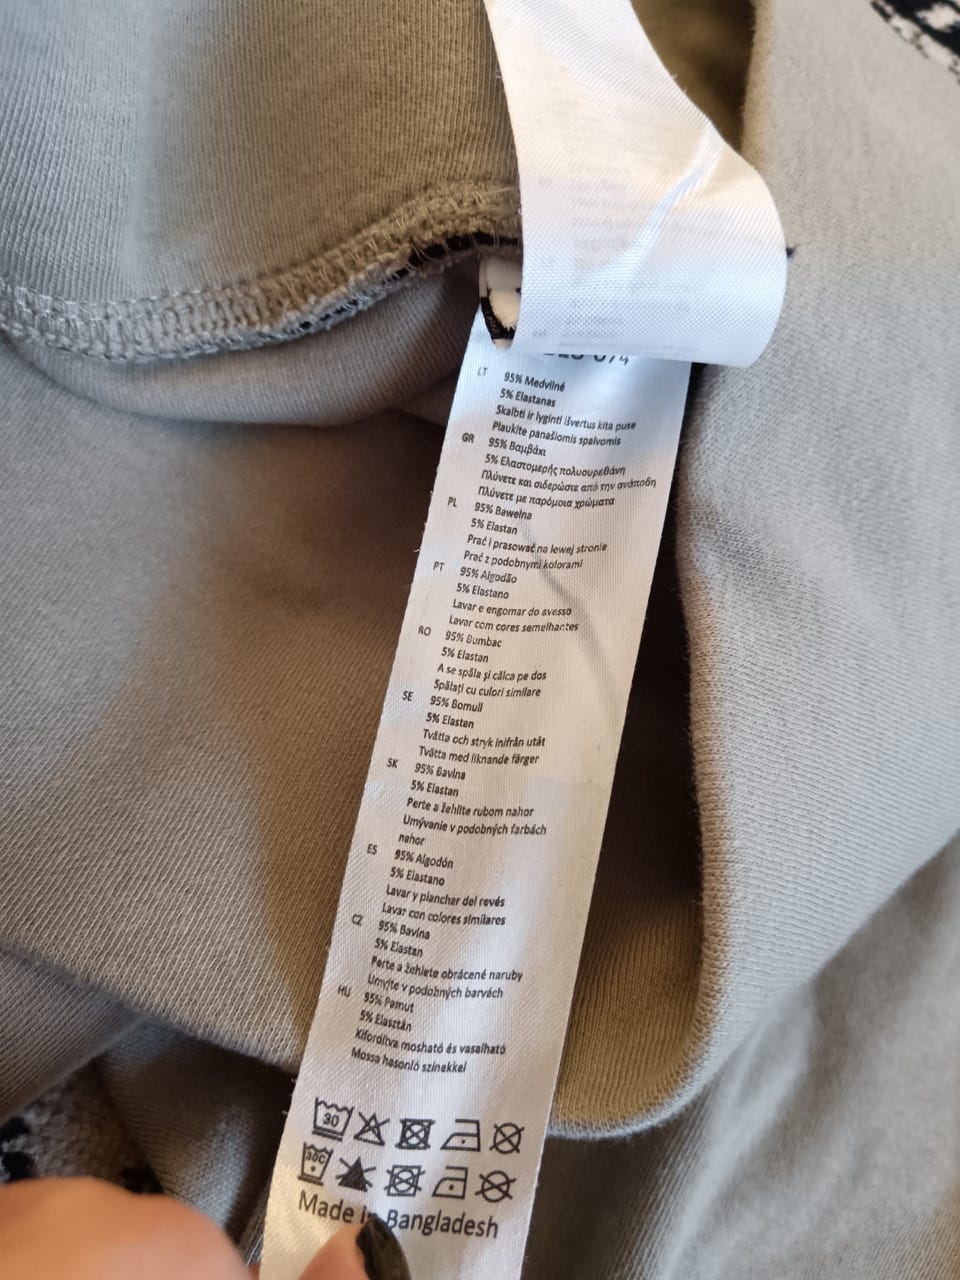 LT 95% Medvilnė
5% Elastanas
Skalbti ir lyginti išvertus kita puse
Plaukite panašiomis spalvomis
GR 95% Βαμβάκι
5% Ελαστομερής πολυουρεθάνη
Πλύνετε και σιδερώστε από την ανάποδη
Πλύνετε με παρόμοια χρώματα
PL 95% Bawełna
5% Elastan
Prać i prasować na lewej stronie
Prać z podobnymi kolorami
PT 95% Algodão
5% Elastano
Lavar e engomar do avesso
Lavar com cores semelhantes
RO 95% Bumbac
5% Elastan
A se spăla și călca pe dos
Spălați cu culori similare
SE 95% Bomull
5% Elastan
Tvätta och stryk inifrån utåt
Tvätta med liknande färger
SK 95% Bavlna
5% Elastan
Perte a žehlite rubom nahor
Umývanie v podobných farbách
nahor
ES 95% Algodón
5% Elastano
Lavar y planchar del revés
Lavar con colores similares
CZ 95% Bavlna
5% Elastan
Perte a žehlete obrácené naruby
Umyjte v podobných barvách
HU 95% Pamut
5% Elasztán
Kifordítva mosható és vasalható
Mossa hasonló színekkel
30
30C
Made in Bangladesh